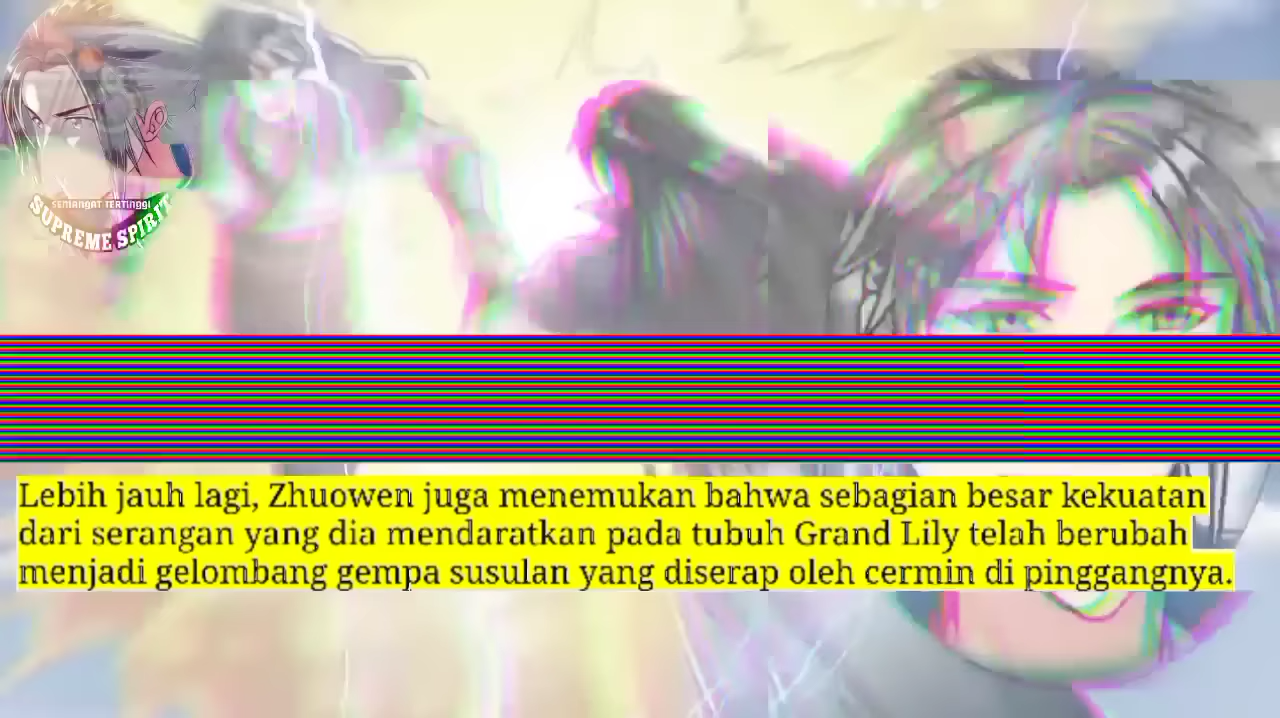 SEMANGAT TERTINGGI
SUPREME SPIRIT
Lebih jauh lagi, Zhuowen juga menemukan bahwa sebagian besar kekuatan
dari serangan yang dia mendaratkan pada tubuh Grand Lily telah berubah
menjadi gelombang gempa susulan yang diserap oleh cermin di pinggangnya.